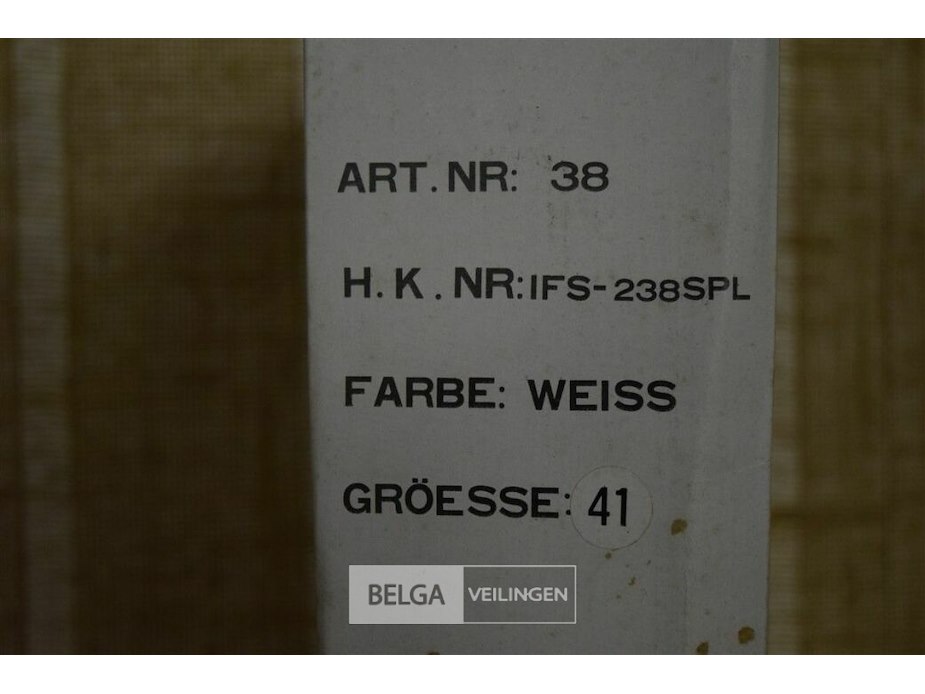 ART.NR: 38
H.K.NR:IFS-238SPL
FARBE: WEISS
GRÖESSE: 41
BELGA VEILINGEN